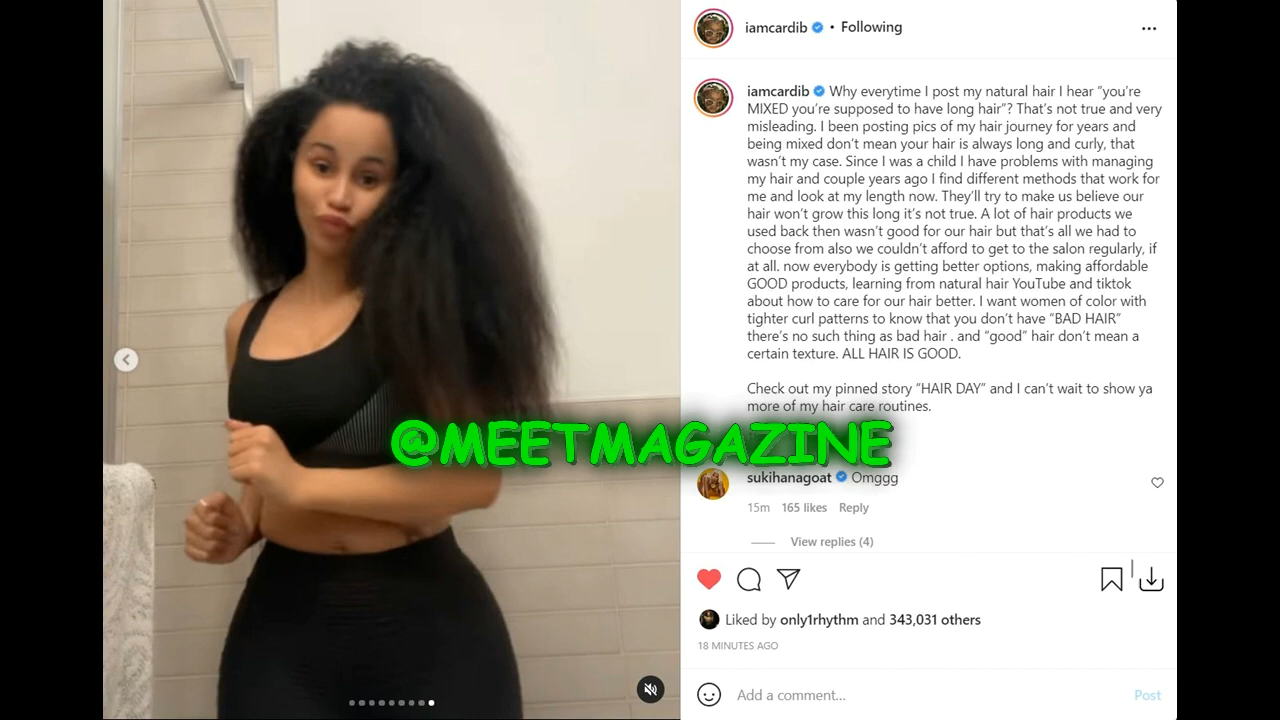 iamcardib • Following
iamcardib Why everytime I post my natural hair I hear “you’re
MIXED you’re supposed to have long hair”? That’s not true and very
misleading. I been posting pics of my hair journey for years and
being mixed don’t mean your hair is always long and curly, that
wasn’t my case. Since I was a child I have problems with managing
my hair and couple years ago I find different methods that work for
me and look at my length now. They’ll try to make us believe our
hair won’t grow this long it’s not true. A lot of hair products we
used back then wasn’t good for our hair but that’s all we had to
choose from also we couldn’t afford to get to the salon regularly, if
at all. now everybody is getting better options, making affordable
GOOD products, learning from natural hair YouTube and tiktok
about how to care for our hair better. I want women of color with
tighter curl patterns to know that you don’t have “BAD HAIR”
there’s no such thing as bad hair . and “good” hair don’t mean a
certain texture. ALL HAIR IS GOOD.
Check out my pinned story “HAIR DAY” and I can’t wait to show ya
more of my hair care routines.
@MEETMAGAZINE
sukihanagoat Omggg
15m 165 likes Reply
View replies (4)
Liked by only1rhythm and 343,031 others
18 MINUTES AGO
Add a comment... Post